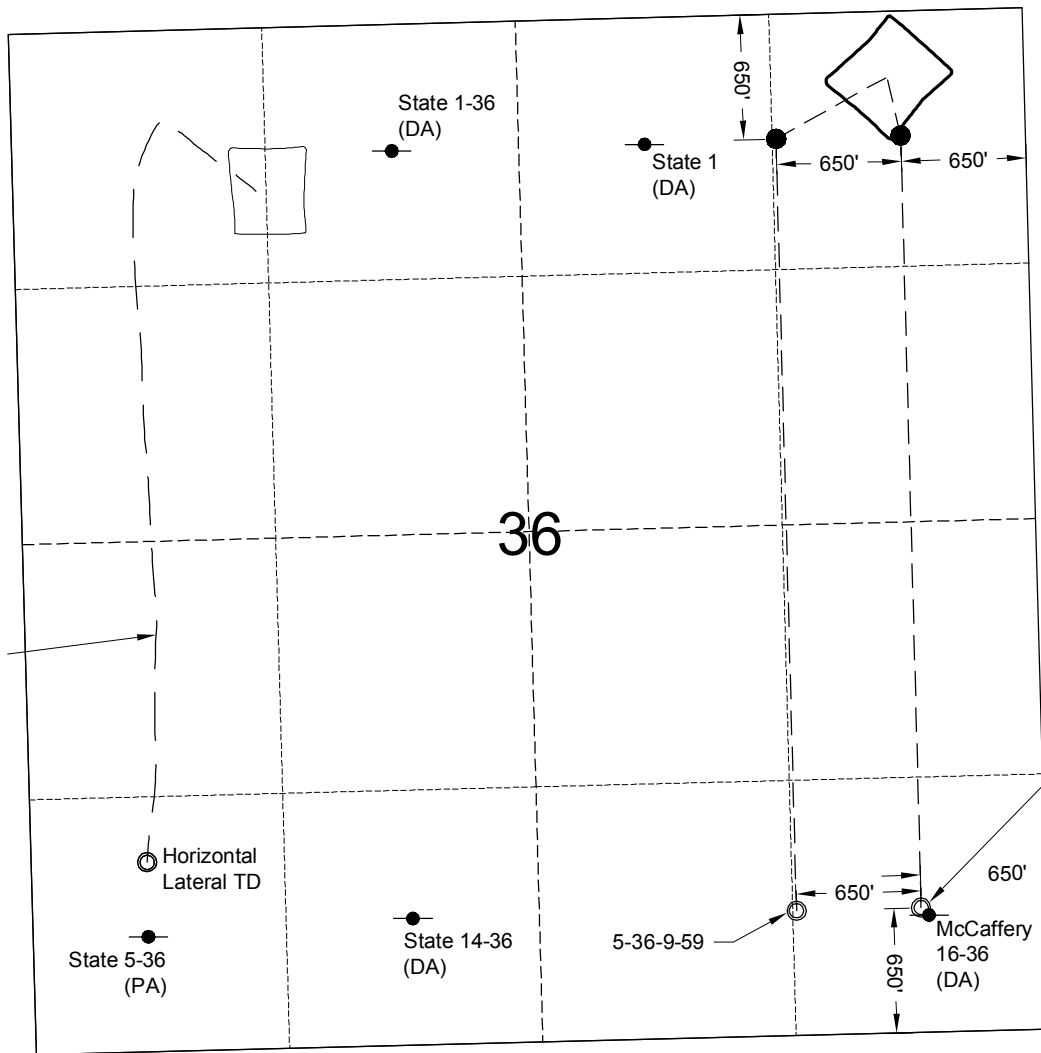 650'
State 1-36
(DA)
State 1
(DA)
650'
650'
36
Horizontal
Lateral TD
650'
650'
State 5-36
(PA)
State 14-36
(DA)
5-36-9-59
McCaffery
16-36
(DA)
650'